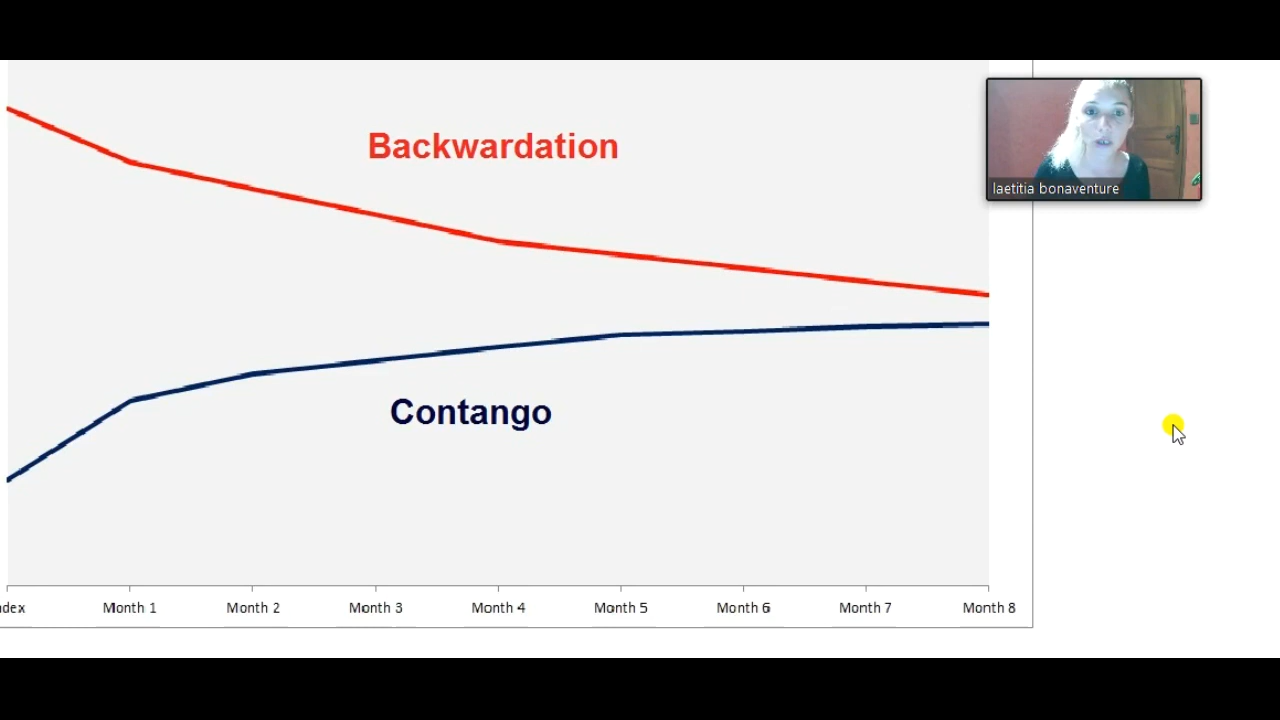 Backwardation
laetitia bonaventure
Contango
ndex Month 1 Month 2 Month 3 Month 4 Month 5 Month 6 Month 7 Month 8